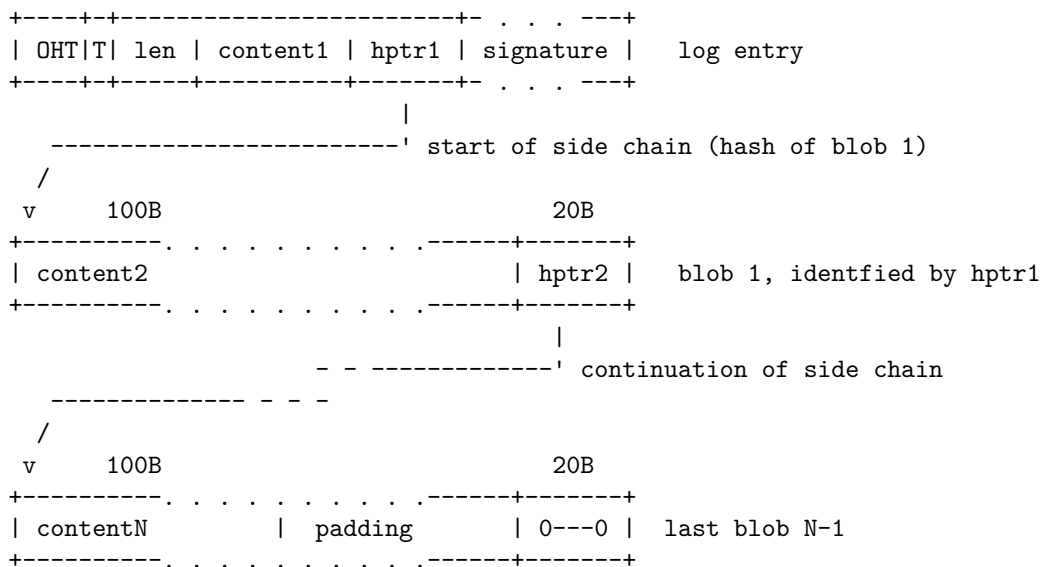 +----+-+-----------------------+- . . . ---+
| OHT|T| len | content1 | hptr1 | signature | log entry
+----+-+-----+----------+-------+- . . . ---+
|
------------------------' start of side chain (hash of blob 1)
/
v 100B 20B
+----------. . . . . . . . . .------+-------+
| content2 | hptr2 | blob 1, identfied by hptr1
+----------. . . . . . . . . .------+-------+
|
- - -------------' continuation of side chain
-------------- - - -
/
v 100B 20B
+----------. . . . . . . . . .------+-------+
| contentN | padding | 0---0 | last blob N-1
+----------. . . . . . . . . .------+-------+